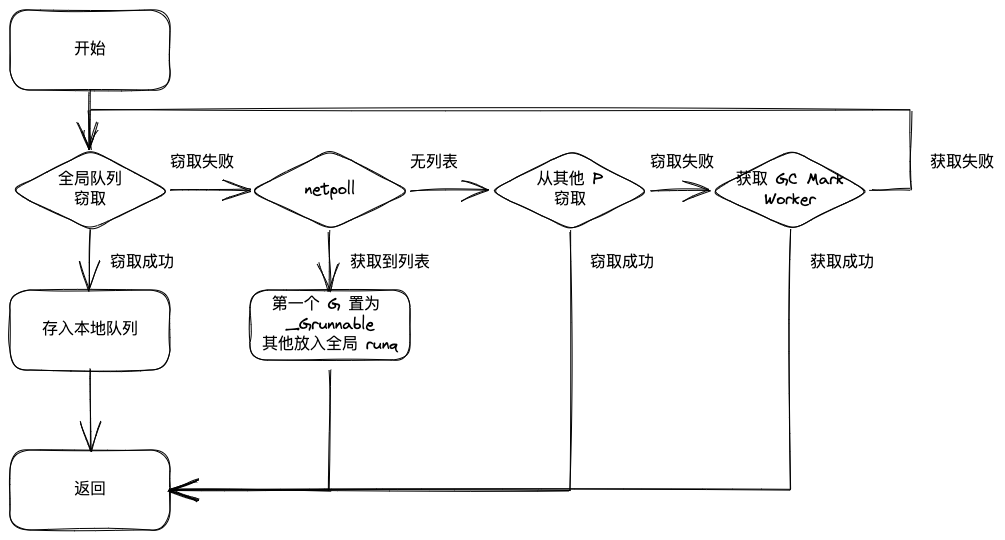 开始
全局队列
窃取
窃取失败
netpoll
无列表
从其他 P
窃取
窃取失败
获取 GC Mark
Worker
获取失败
窃取成功
获取到列表
窃取成功
获取成功
存入本地队列
第一个 G 置为
_Grunnable
其他放入全局 runq
返回